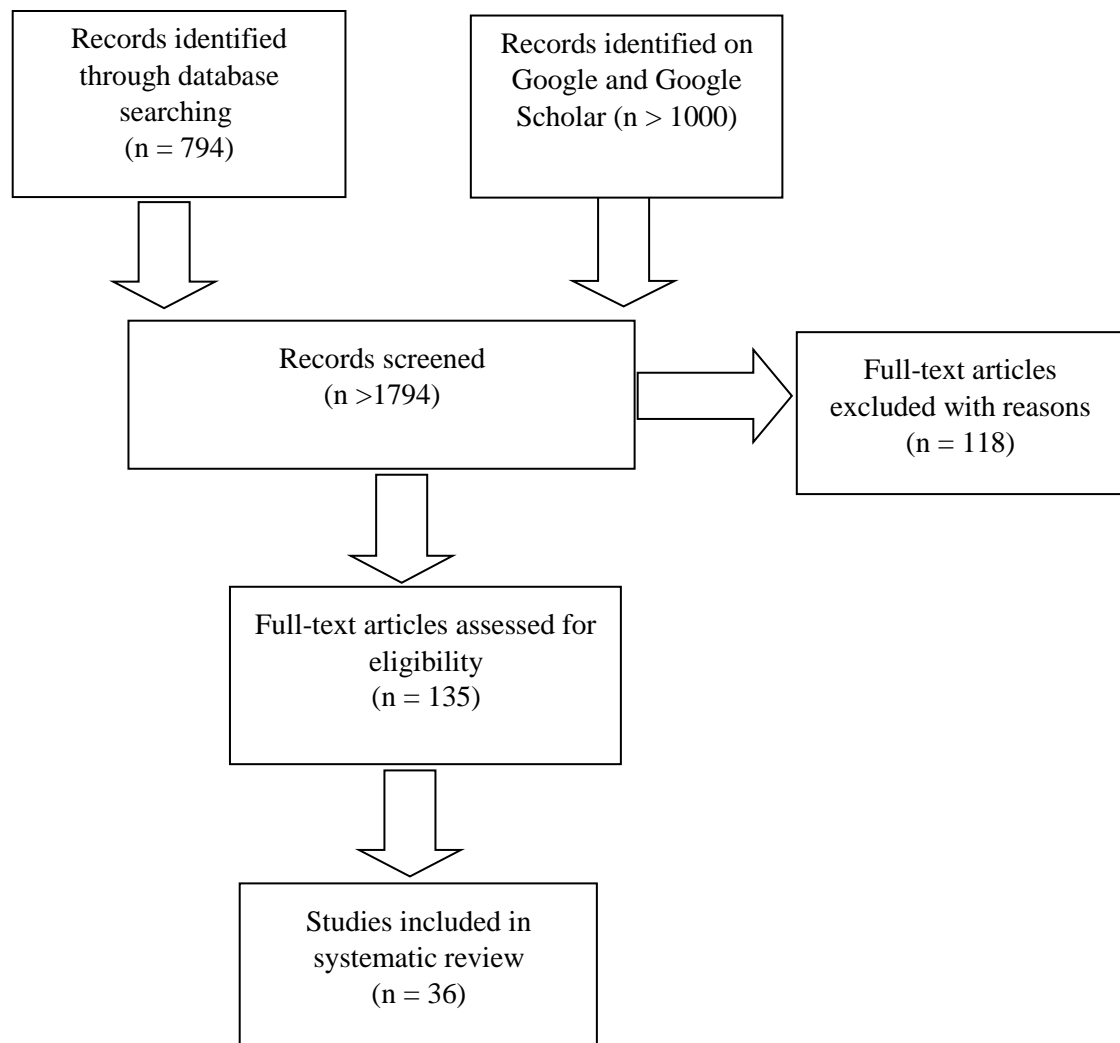 Records identified
through database
searching
(n = 794)
Records identified on
Google and Google
Scholar (n > 1000)
Records screened
(n >1794)
Full-text articles
excluded with reasons
(n = 118)
Full-text articles assessed for
eligibility
(n = 135)
Studies included in
systematic review
(n = 36)